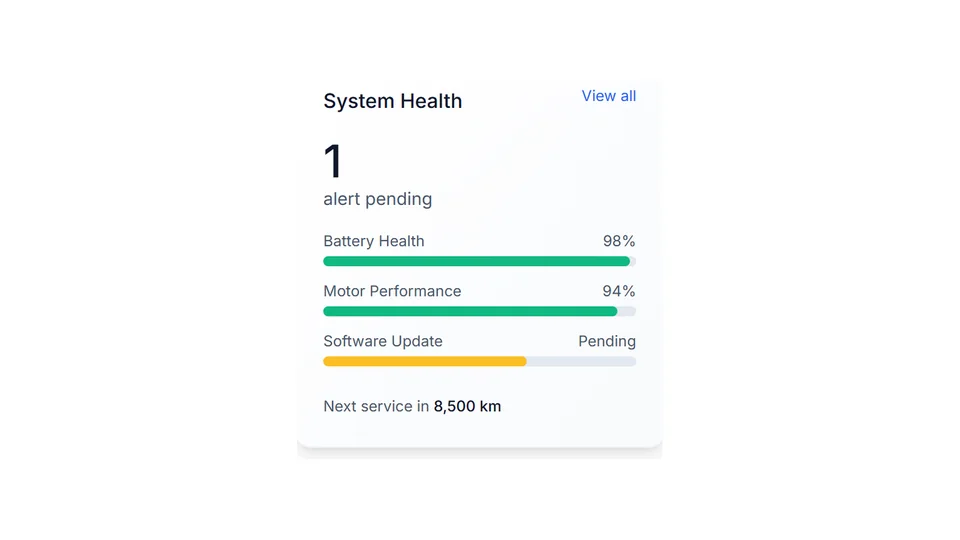 System Health
View all
1
alert pending
Battery Health 98%
Motor Performance 94%
Software Update Pending
Next service in 8,500 km